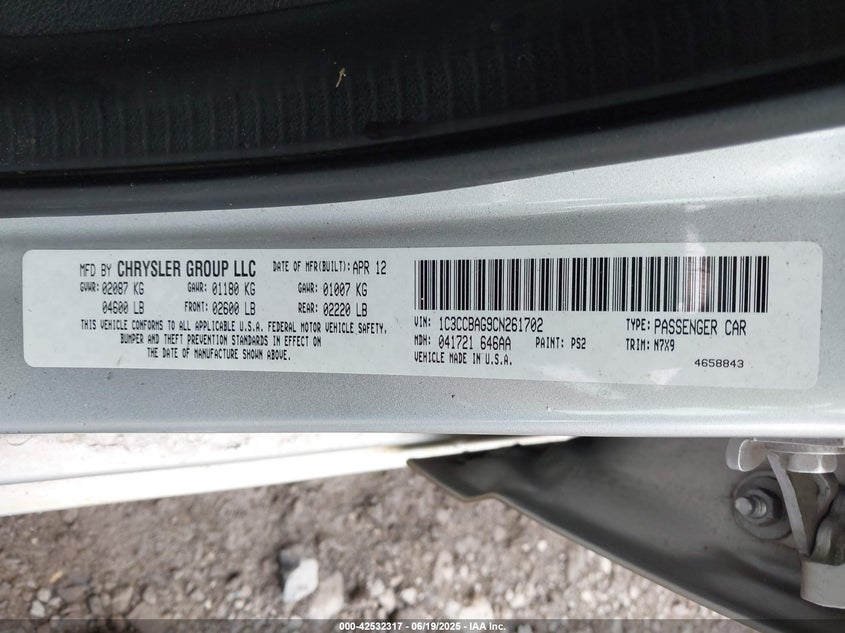 MFD BY CHRYSLER GROUP LLC DATE OF MFR(BUILT): APR 12
GVWR: 02087 KG GAWR: 01180 KG GAWR: 01007 KG
04600 LB FRONT: 02600 LB REAR: 02220 LB
THIS VEHICLE CONFORMS TO ALL APPLICABLE U.S.A. FEDERAL MOTOR VEHICLE SAFETY,
BUMPER AND THEFT PREVENTION STANDARDS IN EFFECT ON
THE DATE OF MANUFACTURE SHOWN ABOVE.
VIN: 1C3CCBAG9CN261702 TYPE: PASSENGER CAR
MDH: 041721 646AA PAINT: PS2 TRIM: N7X9
VEHICLE MADE IN U.S.A.
4658843
000-42532317 - 06/19/2025 - IAA Inc.